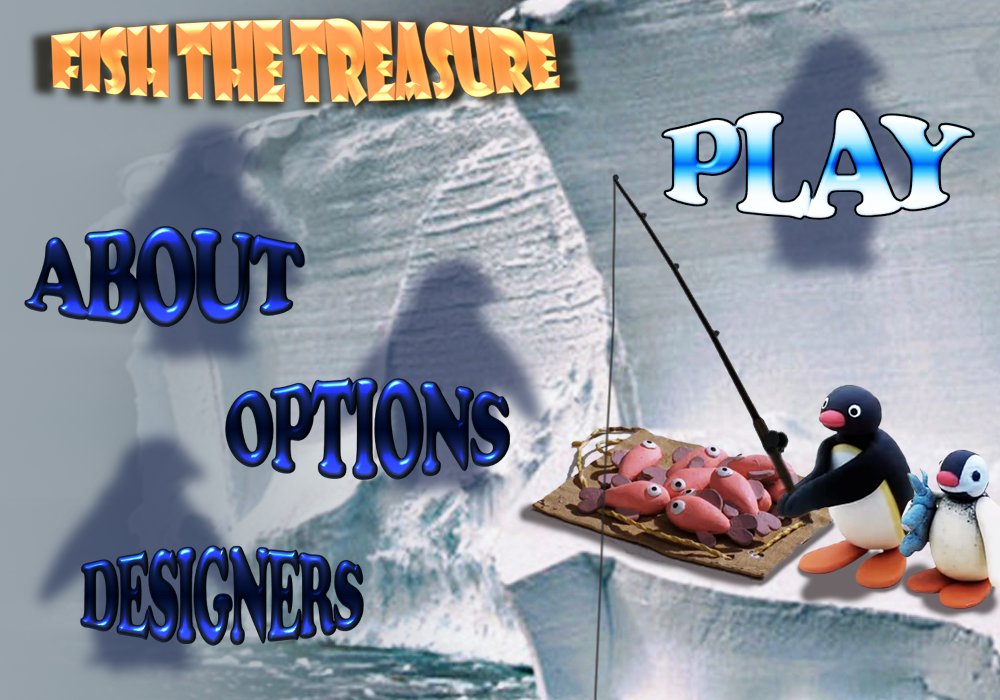 FISH THE TREASURE
PLAY
ABOUT
OPTIONS
DESIGNERS